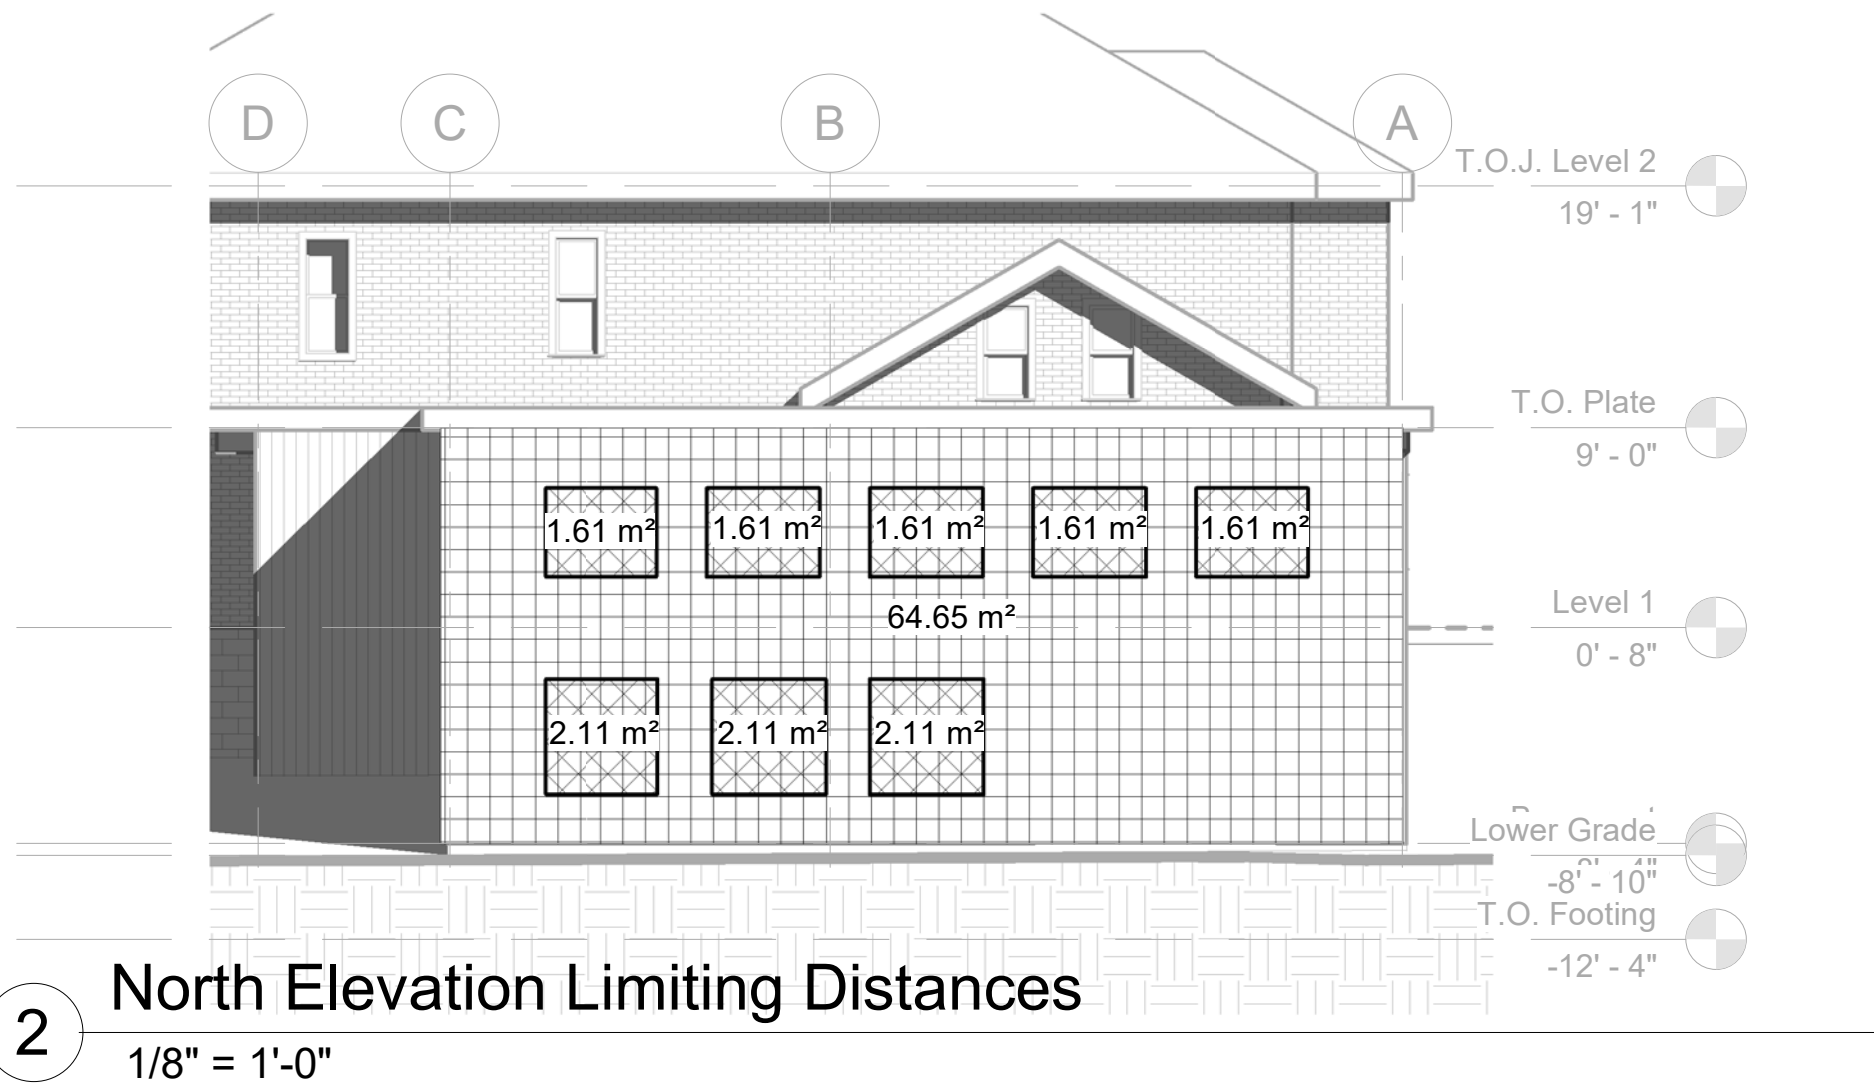 D C B A
T.O.J. Level 2
19' - 1"
T.O. Plate
9' - 0"
1.61 m² 1.61 m² 1.61 m² 1.61 m² 1.61 m²
Level 1
64.65 m²
0' - 8"
2.11 m² 2.11 m² 2.11 m²
Lower Grade
-8' - 10"
T.O. Footing
-12' - 4"
North Elevation Limiting Distances
2
1/8" = 1'-0"